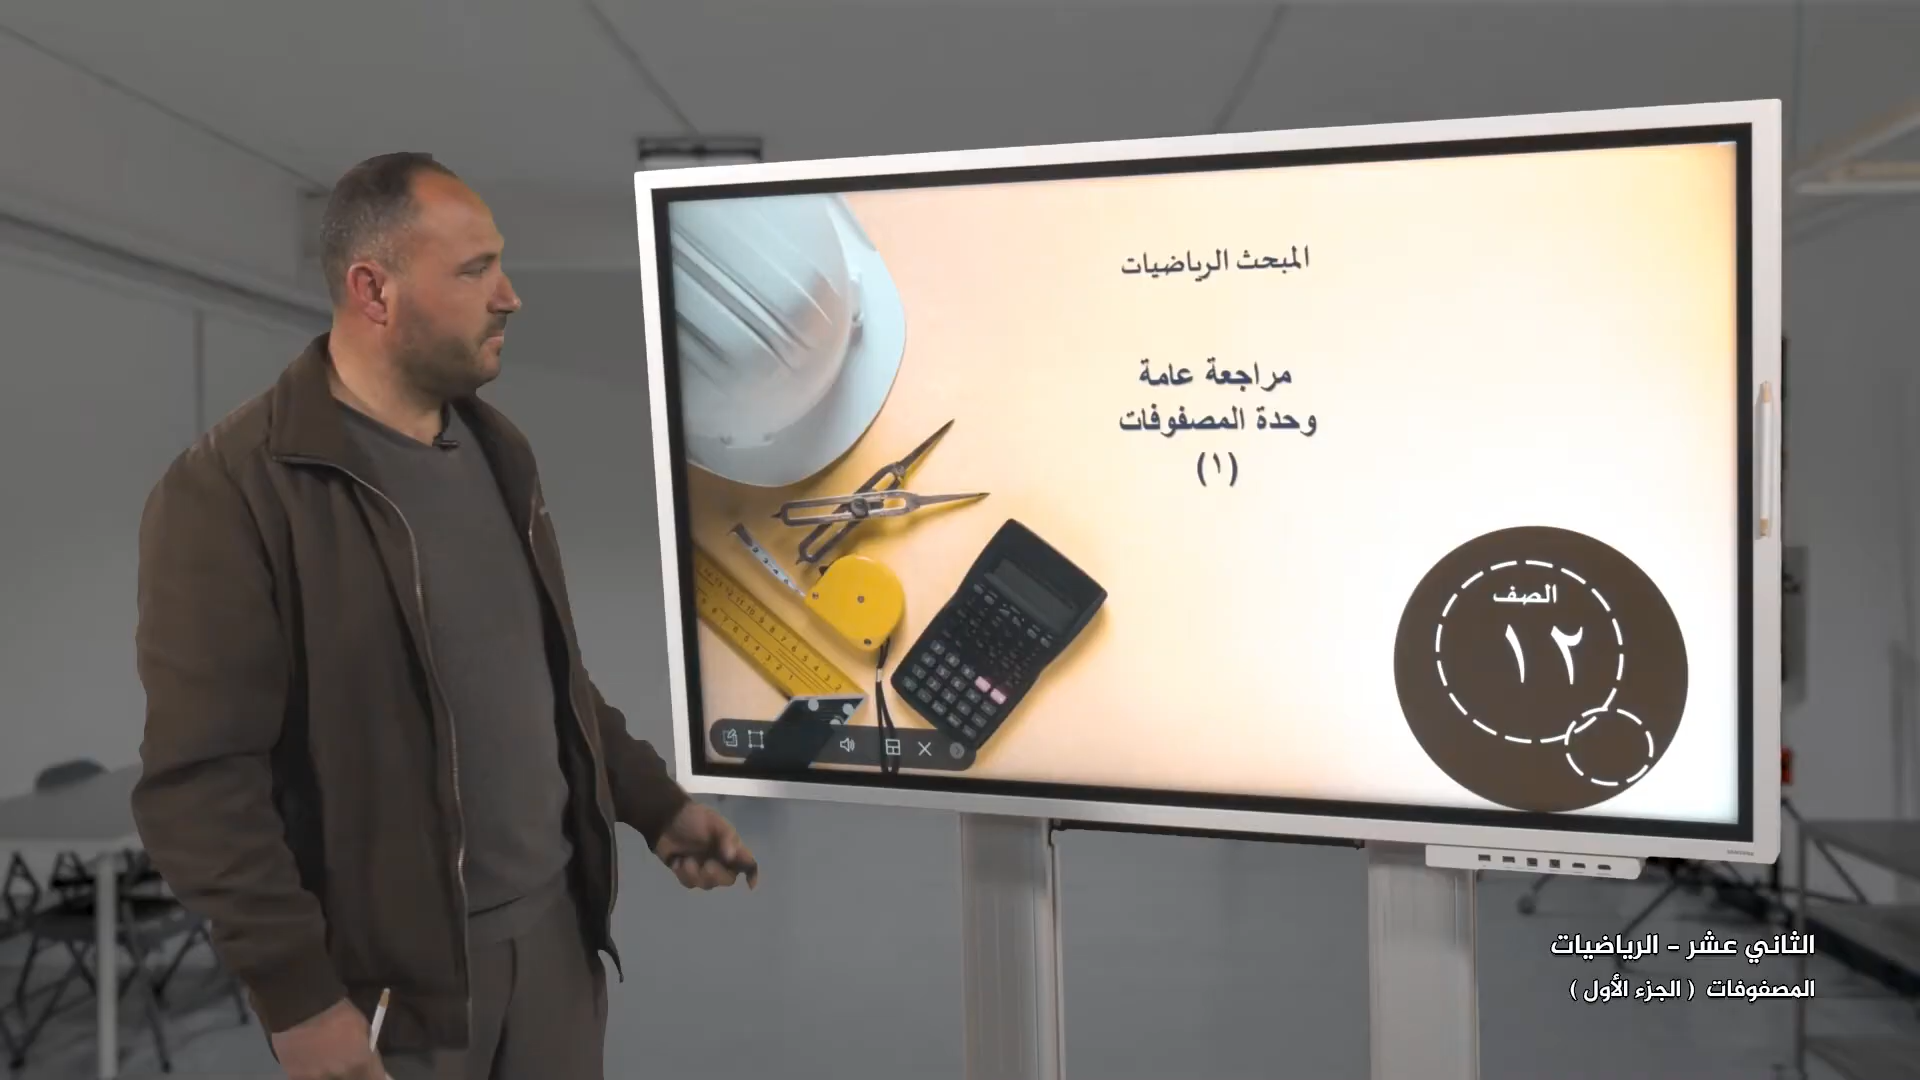 المبحث الرياضيات
مراجعة عامة
وحدة المصفوفات
(١)
الصف
١٢
الثاني عشر - الرياضيات
المصفوفات ( الجزء الأول )